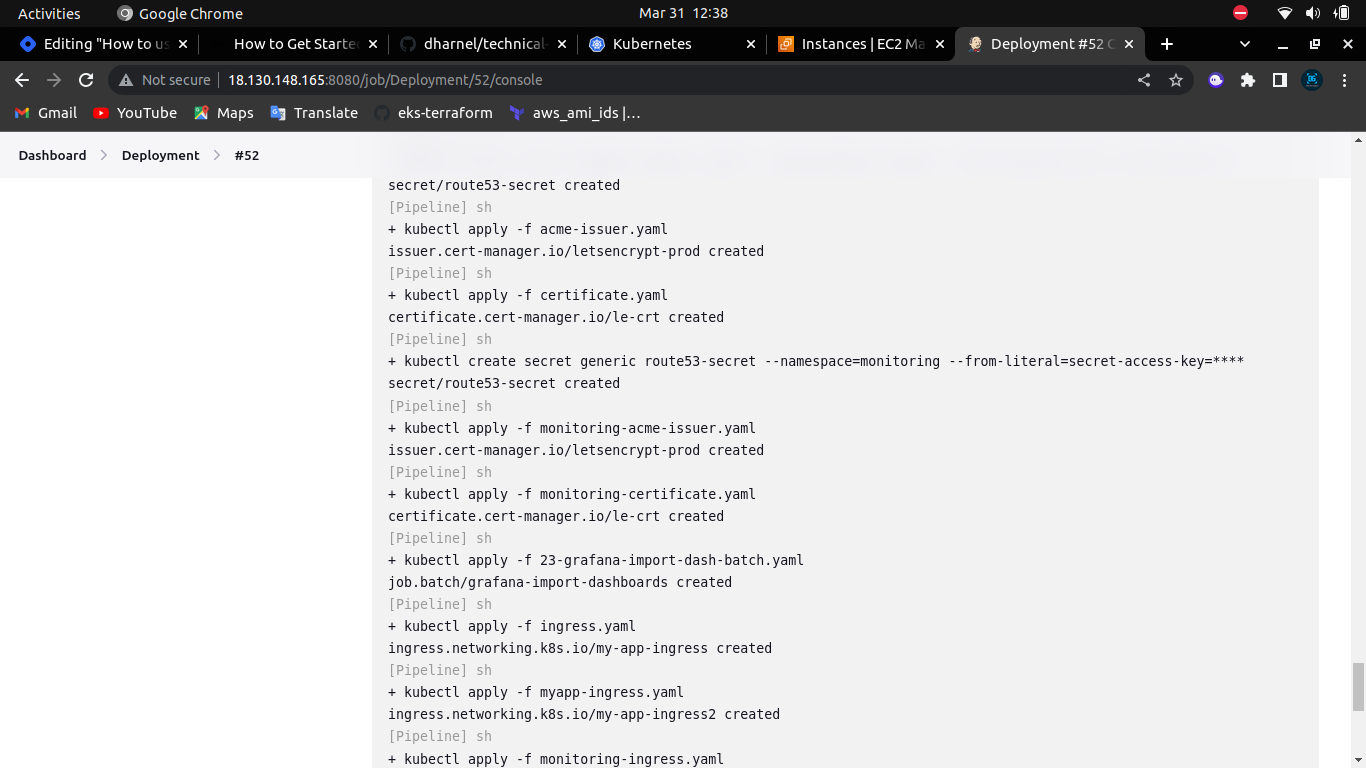 Activities
Google Chrome
Mar 31 12:38
Editing "How to us
How to Get Starte
dharnel/technical-
Kubernetes
Instances | EC2 Ma
Deployment #52 C
Not secure
18.130.148.165:8080/job/Deployment/52/console
Gmail
YouTube
Maps
Translate
eks-terraform
aws_ami_ids |...
Dashboard
Deployment
#52
secret/route53-secret created
[Pipeline] sh
+ kubectl apply -f acme-issuer.yaml
issuer.cert-manager.io/letsencrypt-prod created
[Pipeline] sh
+ kubectl apply -f certificate.yaml
certificate.cert-manager.io/le-crt created
[Pipeline] sh
+ kubectl create secret generic route53-secret --namespace=monitoring --from-literal=secret-access-key=****
secret/route53-secret created
[Pipeline] sh
+ kubectl apply -f monitoring-acme-issuer.yaml
issuer.cert-manager.io/letsencrypt-prod created
[Pipeline] sh
+ kubectl apply -f monitoring-certificate.yaml
certificate.cert-manager.io/le-crt created
[Pipeline] sh
+ kubectl apply -f 23-grafana-import-dash-batch.yaml
job.batch/grafana-import-dashboards created
[Pipeline] sh
+ kubectl apply -f ingress.yaml
ingress.networking.k8s.io/my-app-ingress created
[Pipeline] sh
+ kubectl apply -f myapp-ingress.yaml
ingress.networking.k8s.io/my-app-ingress2 created
[Pipeline] sh
+ kubectl apply -f monitoring-ingress.yaml